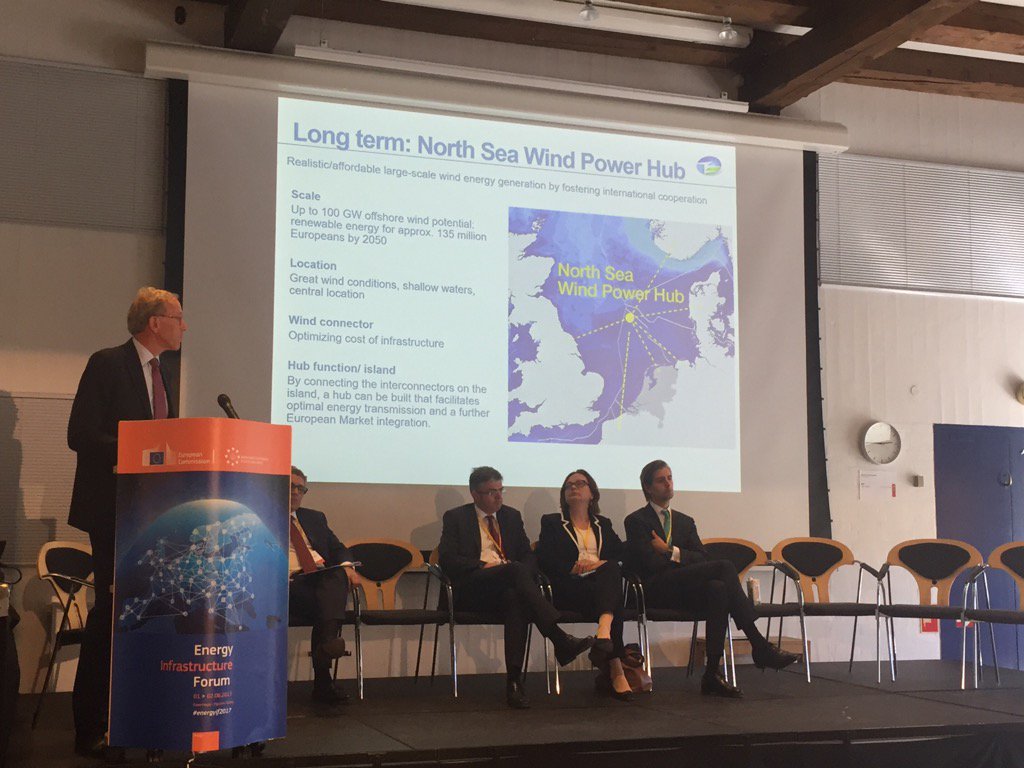 Long term: North Sea Wind Power Hub
Realistic/affordable large-scale wind energy generation by fostering international cooperation
Scale
Up to 100 GW offshore wind potential:
renewable energy for approx. 135 million
Europeans by 2050
Location
Great wind conditions, shallow waters,
central location
Wind connector
Optimizing cost of infrastructure
Hub function/ island
By connecting the interconnectors on the
island, a hub can be built that facilitates
optimal energy transmission and a further
European Market integration.
North Sea
Wind Power Hub
European
Commission
Energy
Infrastructure
Forum
#energyif2017